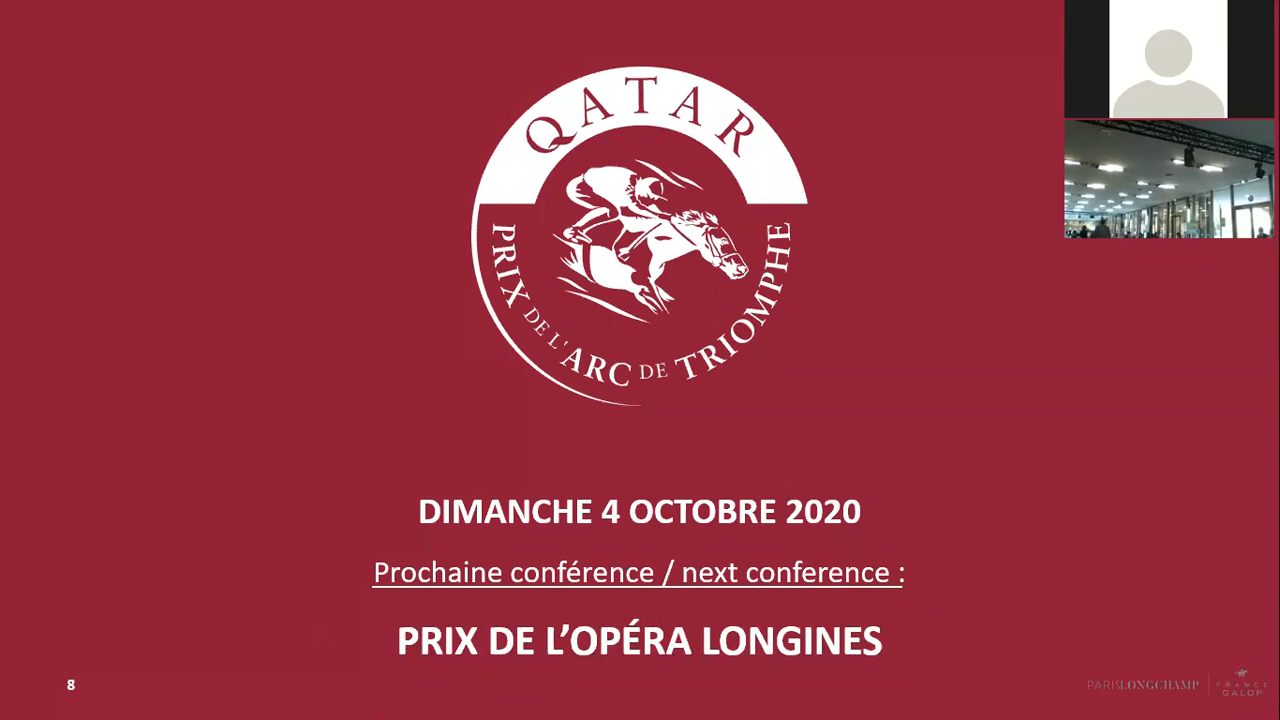 QATAR
PRIX DE L'ARC DE TRIOMPHE
DIMANCHE 4 OCTOBRE 2020
Prochaine conférence / next conference :
PRIX DE L’OPÉRA LONGINES
8
PARISLONGCHAMP
FRANCE
GALOP